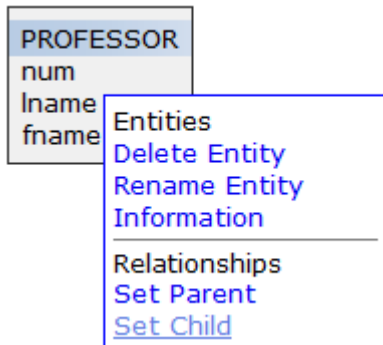 PROFESSOR
num
lname
fname
Entities
Delete Entity
Rename Entity
Information
Relationships
Set Parent
Set Child